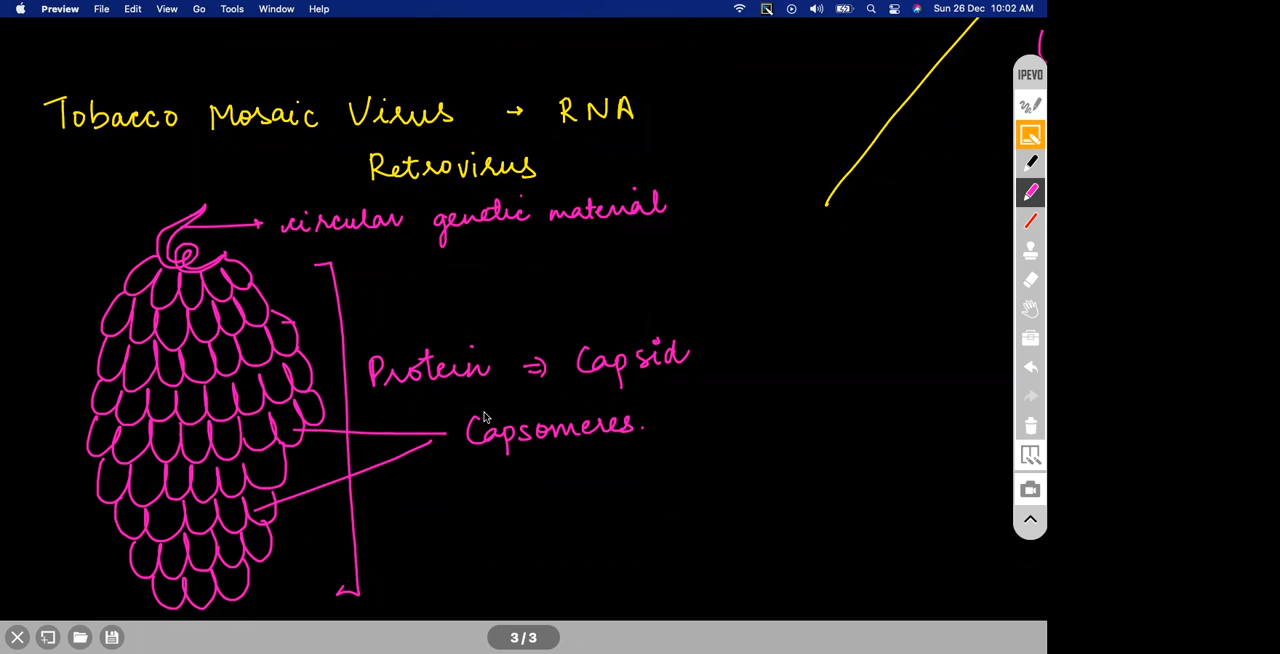 Preview File Edit View Go Tools Window Help Sun 26 Dec 10:02 AM
IPEVO
Tobacco Mosaic Virus → RNA
Retrovirus
circular genetic material
Protein ⇒ Capsid
Capsomeres.
3/3